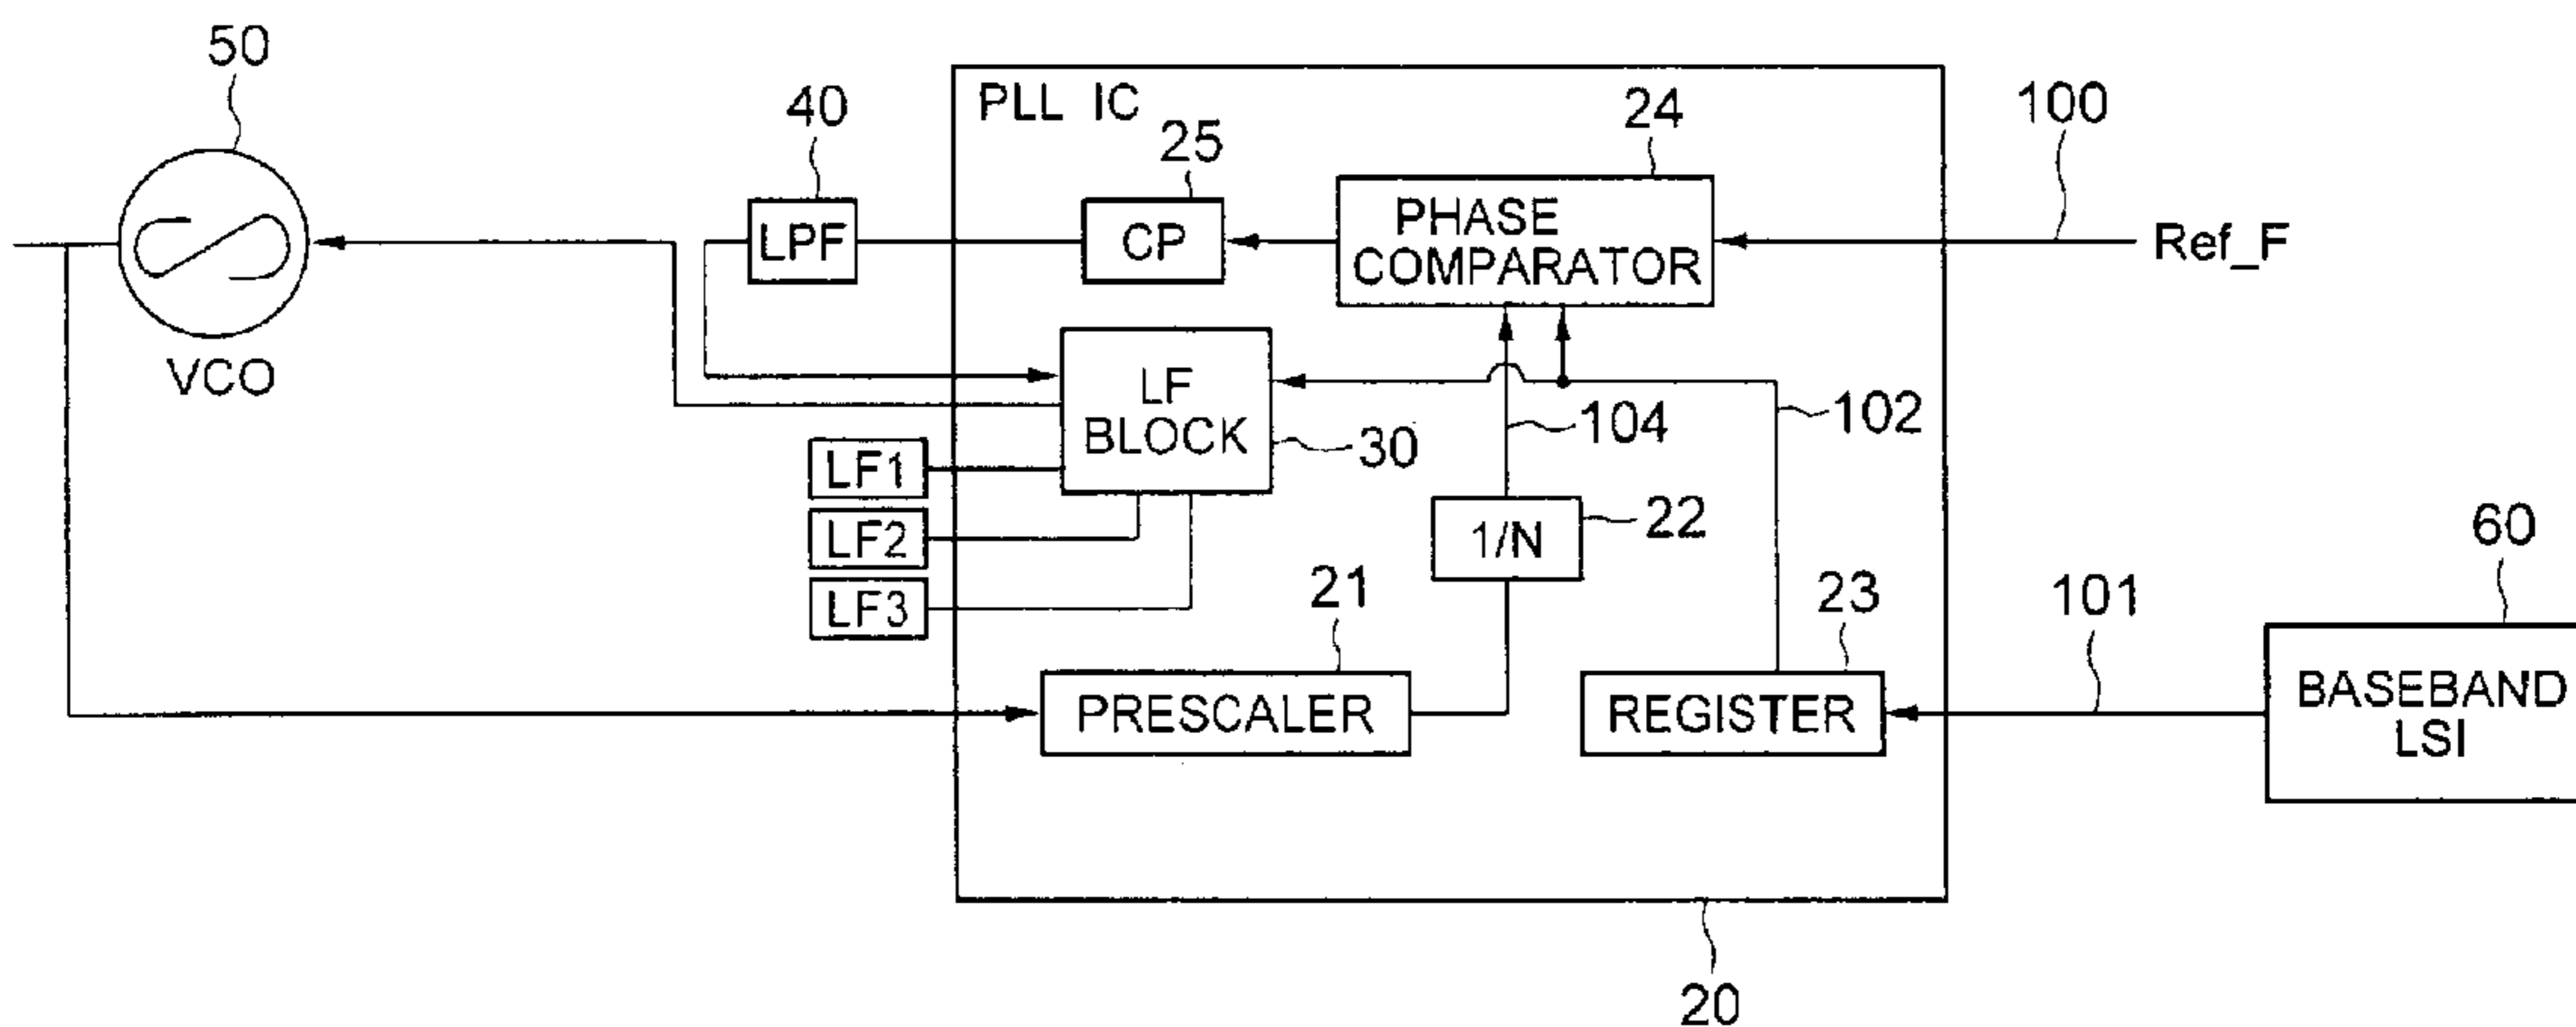 50
40
PLL IC
25
24
100
LPF
CP
PHASE
COMPARATOR
Ref_F
VCO
LF
BLOCK
30
104
102
LF1
LF2
LF3
1/N
22
21
23
101
60
PRESCALER
REGISTER
BASEBAND
LSI
20